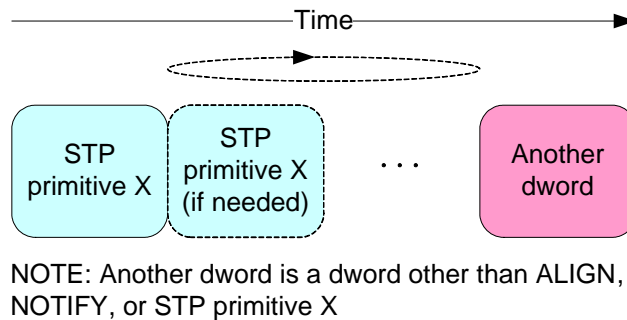 Time
STP
primitive X
STP
primitive X
(if needed)
. . .
Another
dword
NOTE: Another dword is a dword other than ALIGN,
NOTIFY, or STP primitive X